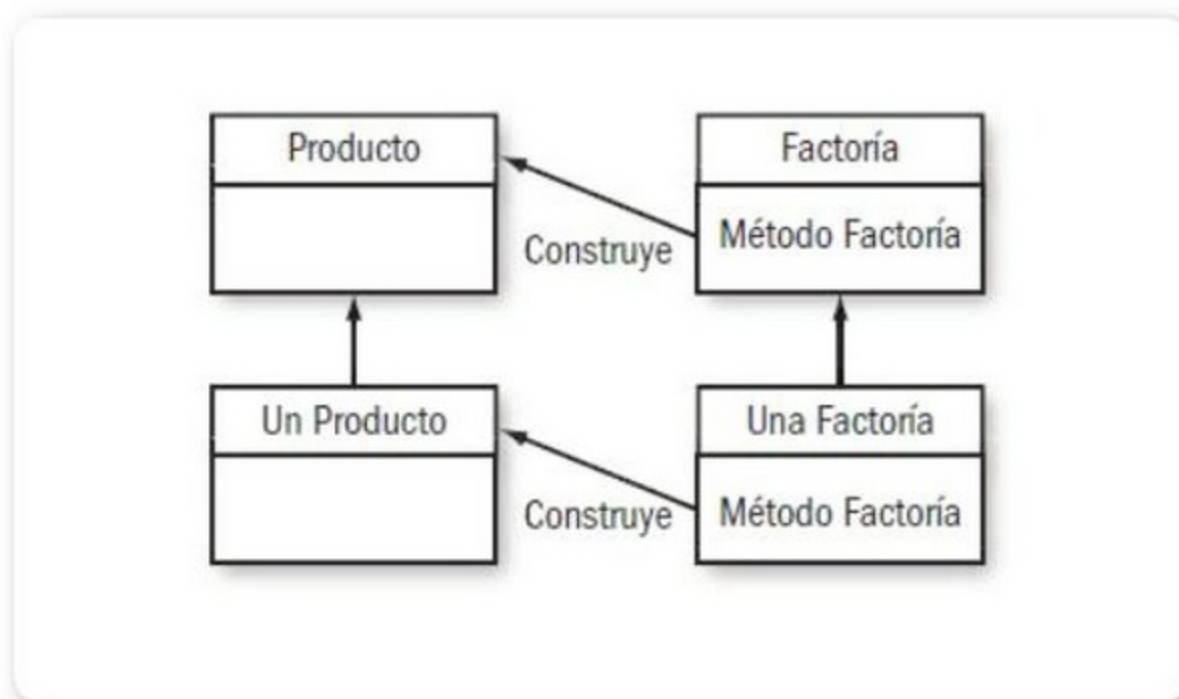 Producto
Factoría
Construye
Método Factoría
Un Producto
Una Factoría
Construye
Método Factoría